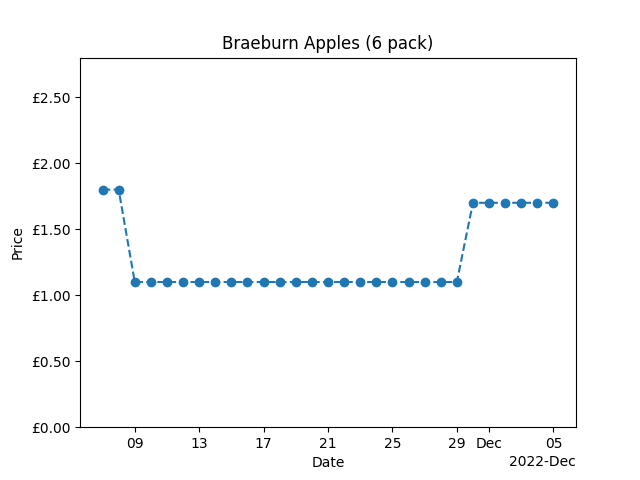 Braeburn Apples (6 pack)
£2.50
£2.00
£1.50
£1.00
£0.50
£0.00
Price
09 13 17 21 25 29 Dec 05
Date
2022-Dec